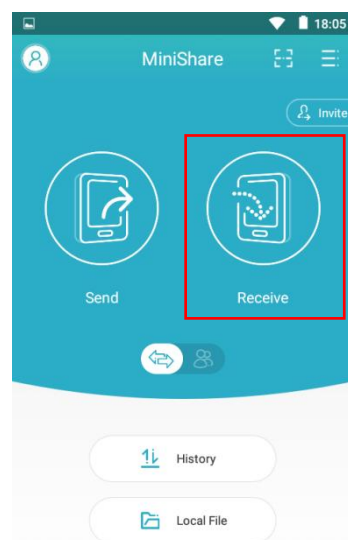 18:05
MiniShare
Invite
Send Receive
History
Local File